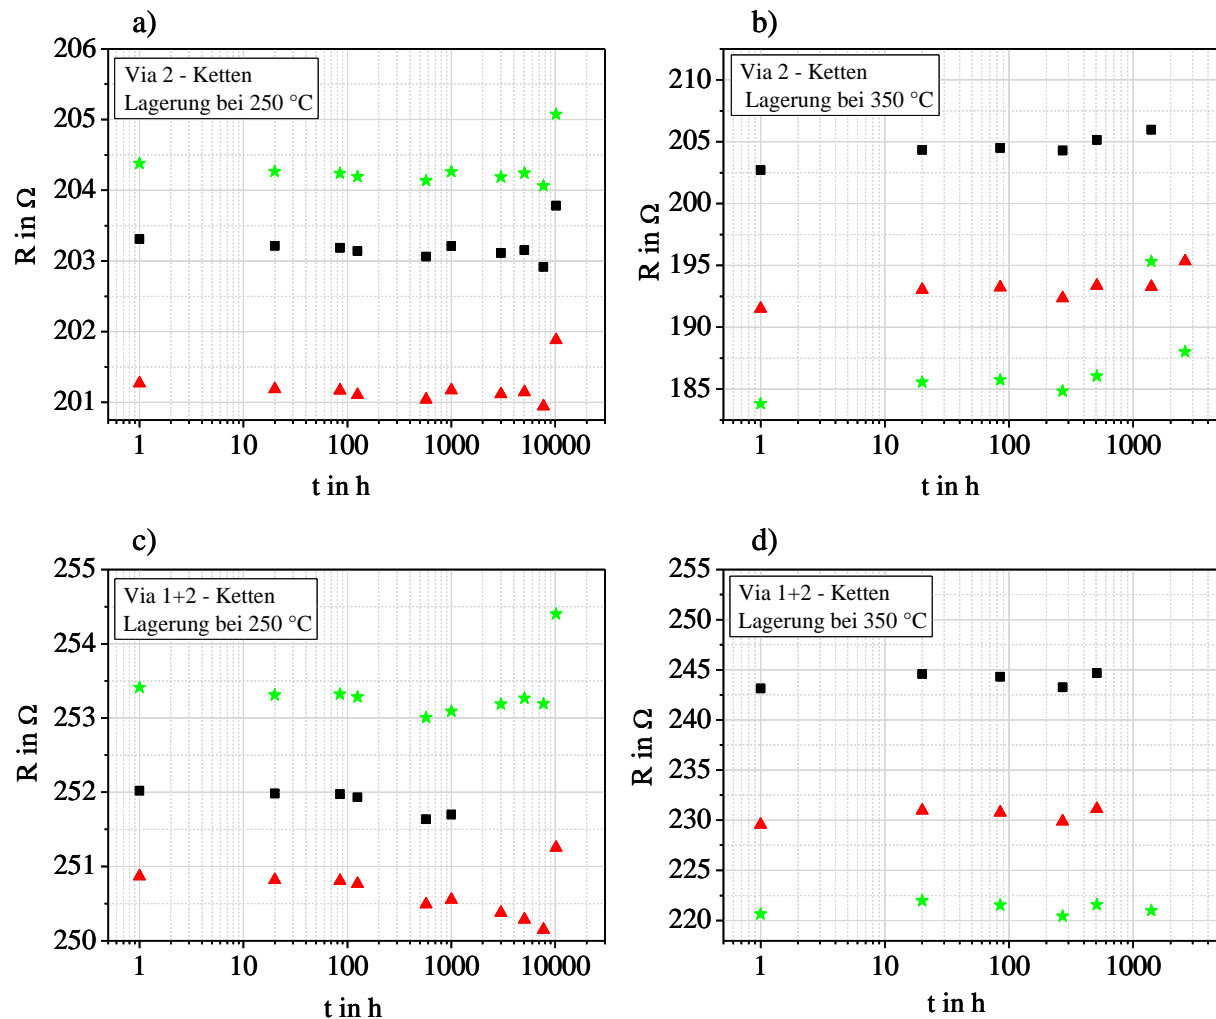 a)
206
205
204
203
202
201
R in Ω
Via 2 - Ketten
Lagerung bei 250 °C
1 10 100 1000 10000
t in h
b)
210
205
200
195
190
185
R in Ω
Via 2 - Ketten
Lagerung bei 350 °C
1 10 100 1000
t in h
c)
255
254
253
252
251
250
R in Ω
Via 1+2 - Ketten
Lagerung bei 250 °C
1 10 100 1000 10000
t in h
d)
255
250
245
240
235
230
225
220
R in Ω
Via 1+2 - Ketten
Lagerung bei 350 °C
1 10 100 1000
t in h